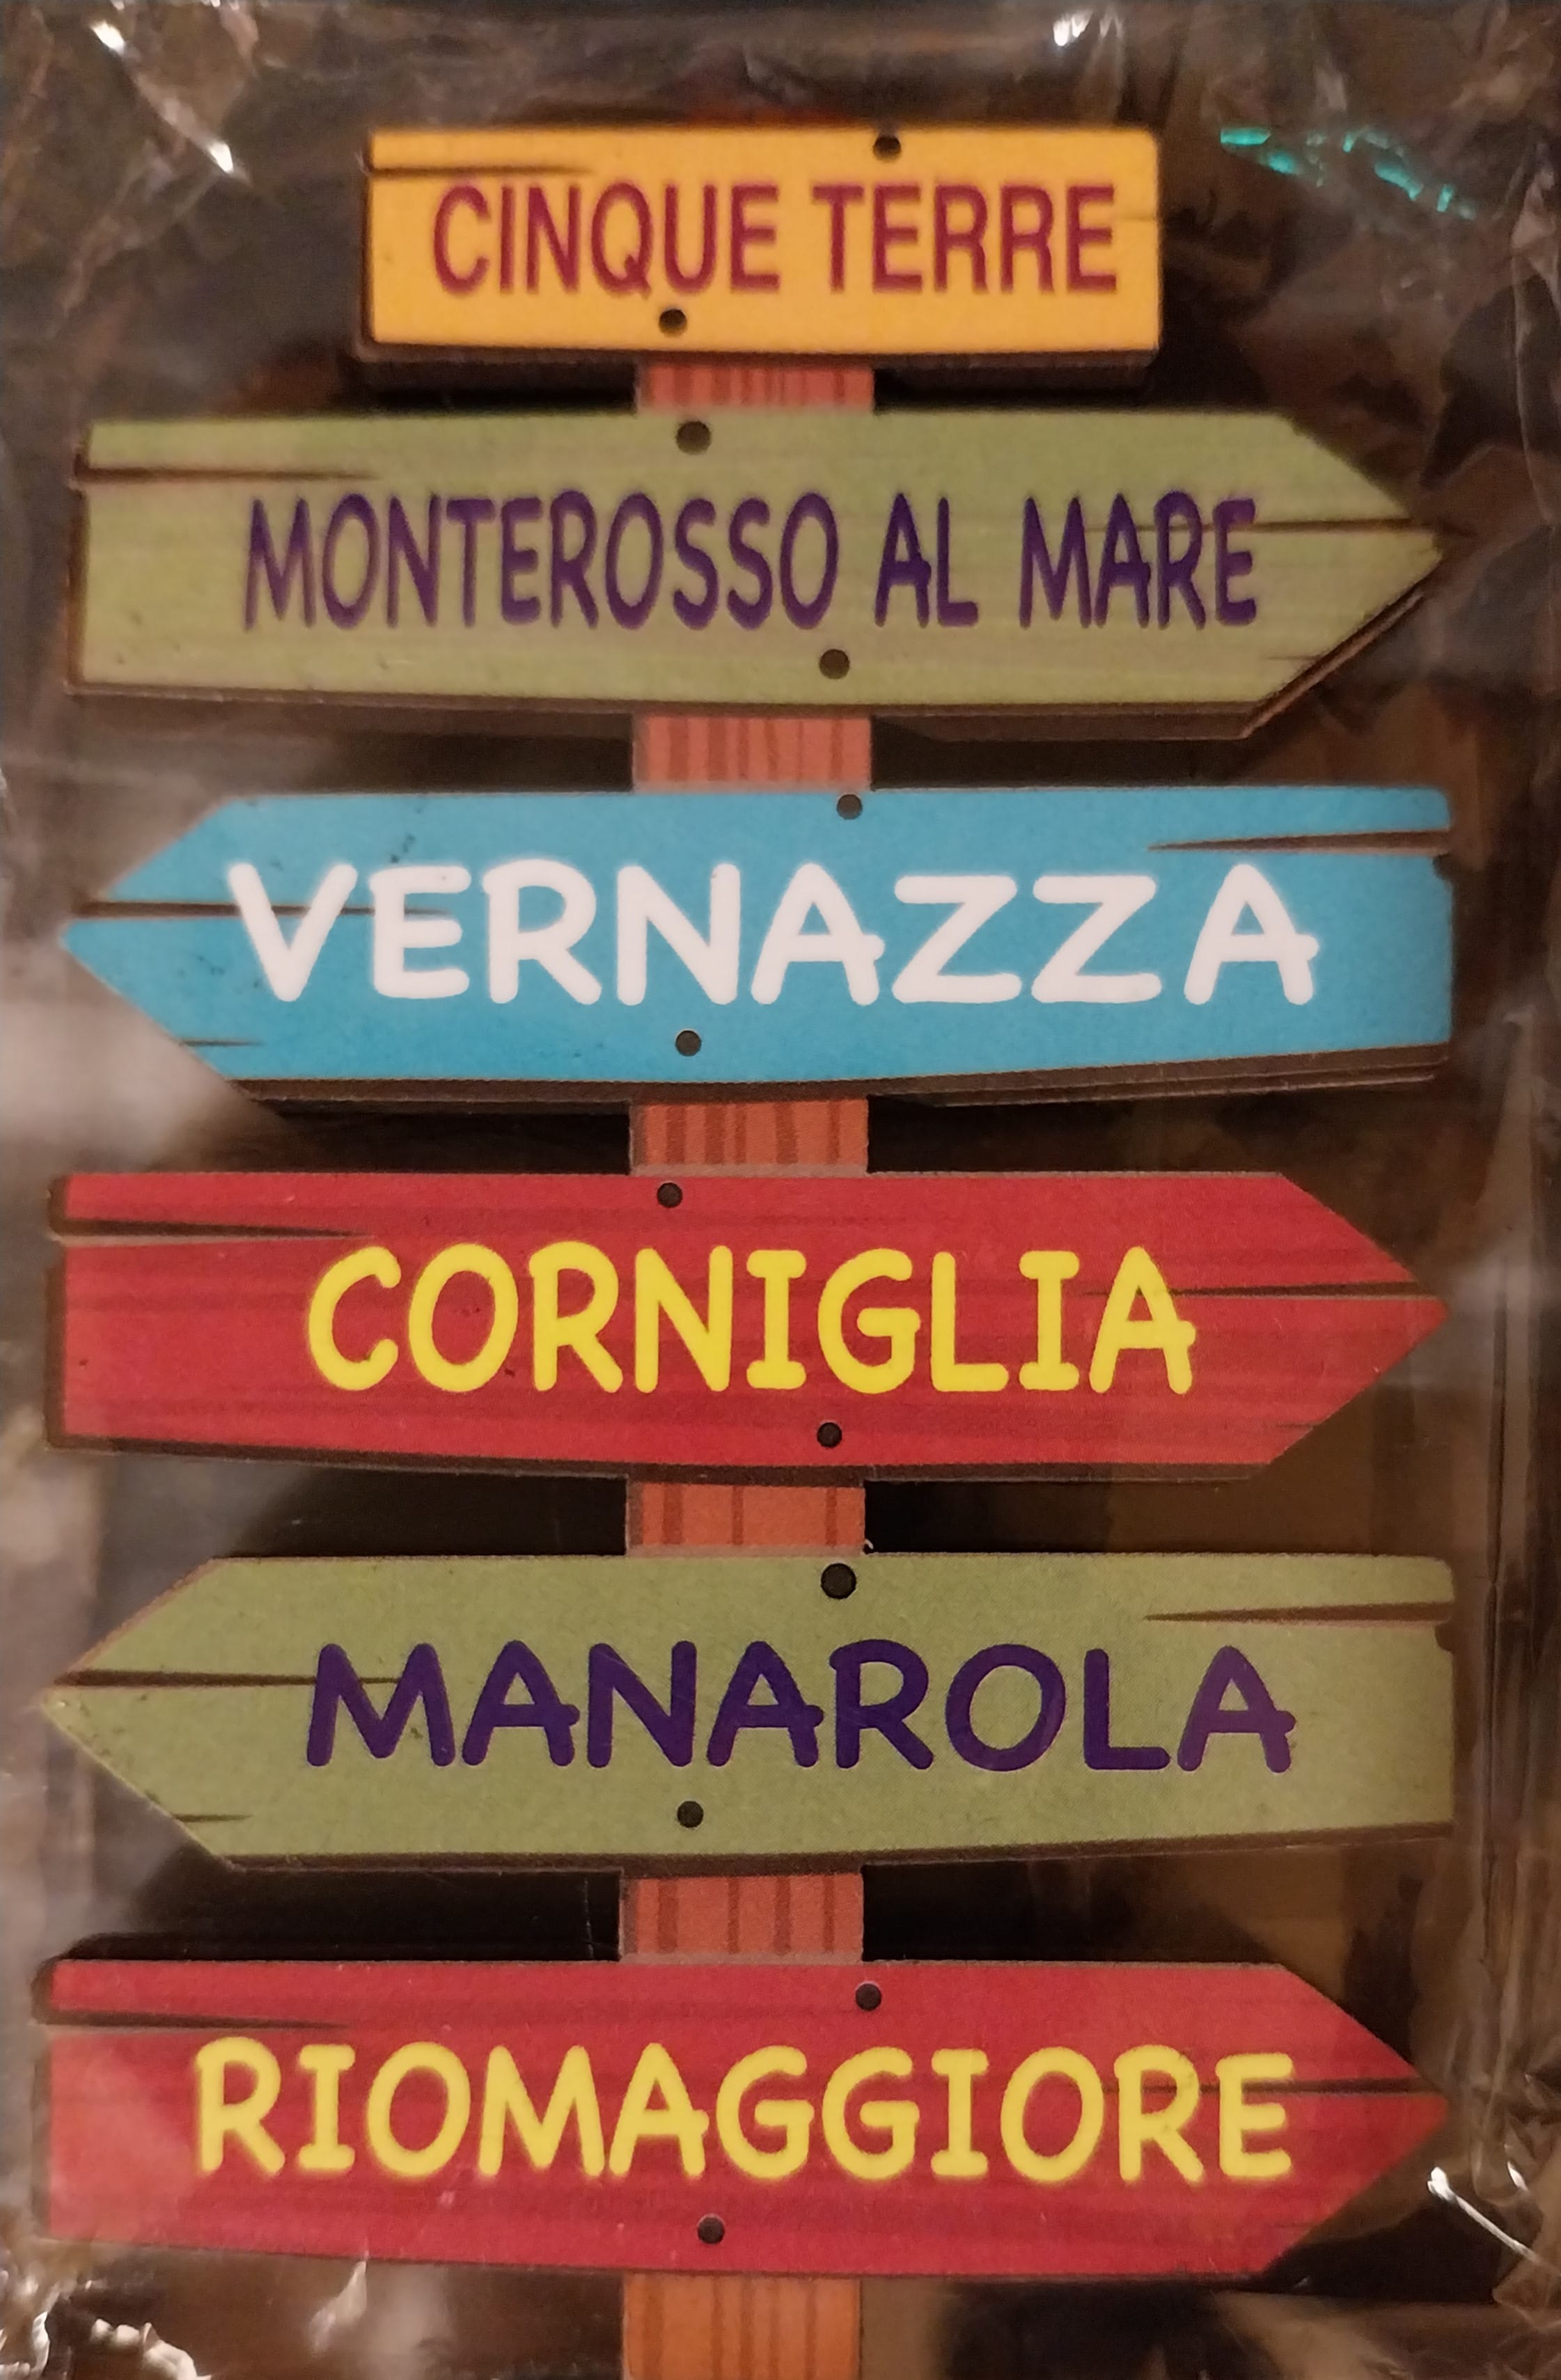 CINQUE TERRE
MONTEROSSO AL MARE
VERNAZZA
CORNIGLIA
MANAROLA
RIOMAGGIORE